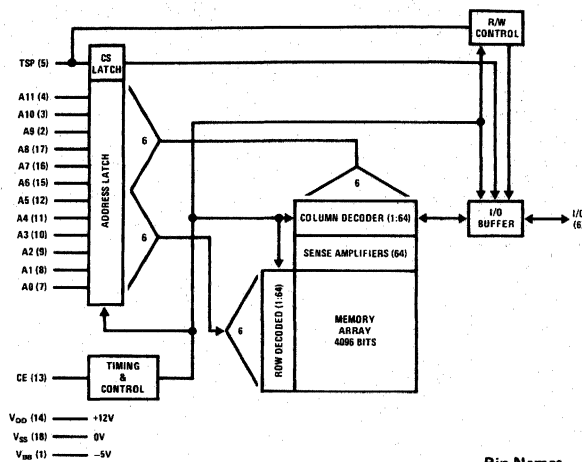 R/W
CONTROL
TSP (5)
CS
LATCH
A11 (4)
A10 (3)
A9 (2)
A8 (17)
A7 (16)
A6 (15)
A5 (12)
A4 (11)
A3 (10)
A2 (9)
A1 (8)
A0 (7)
ADDRESS LATCH
6
6
6
COLUMN DECODER (1:64)
I/O
BUFFER
I/O
(6)
SENSE AMPLIFIERS (64)
ROW DECODED (1:64)
6
MEMORY
ARRAY
4096 BITS
CE (13)
TIMING
&
CONTROL
VDD (14) +12V
VSS (18) 0V
VBB (1) −5V